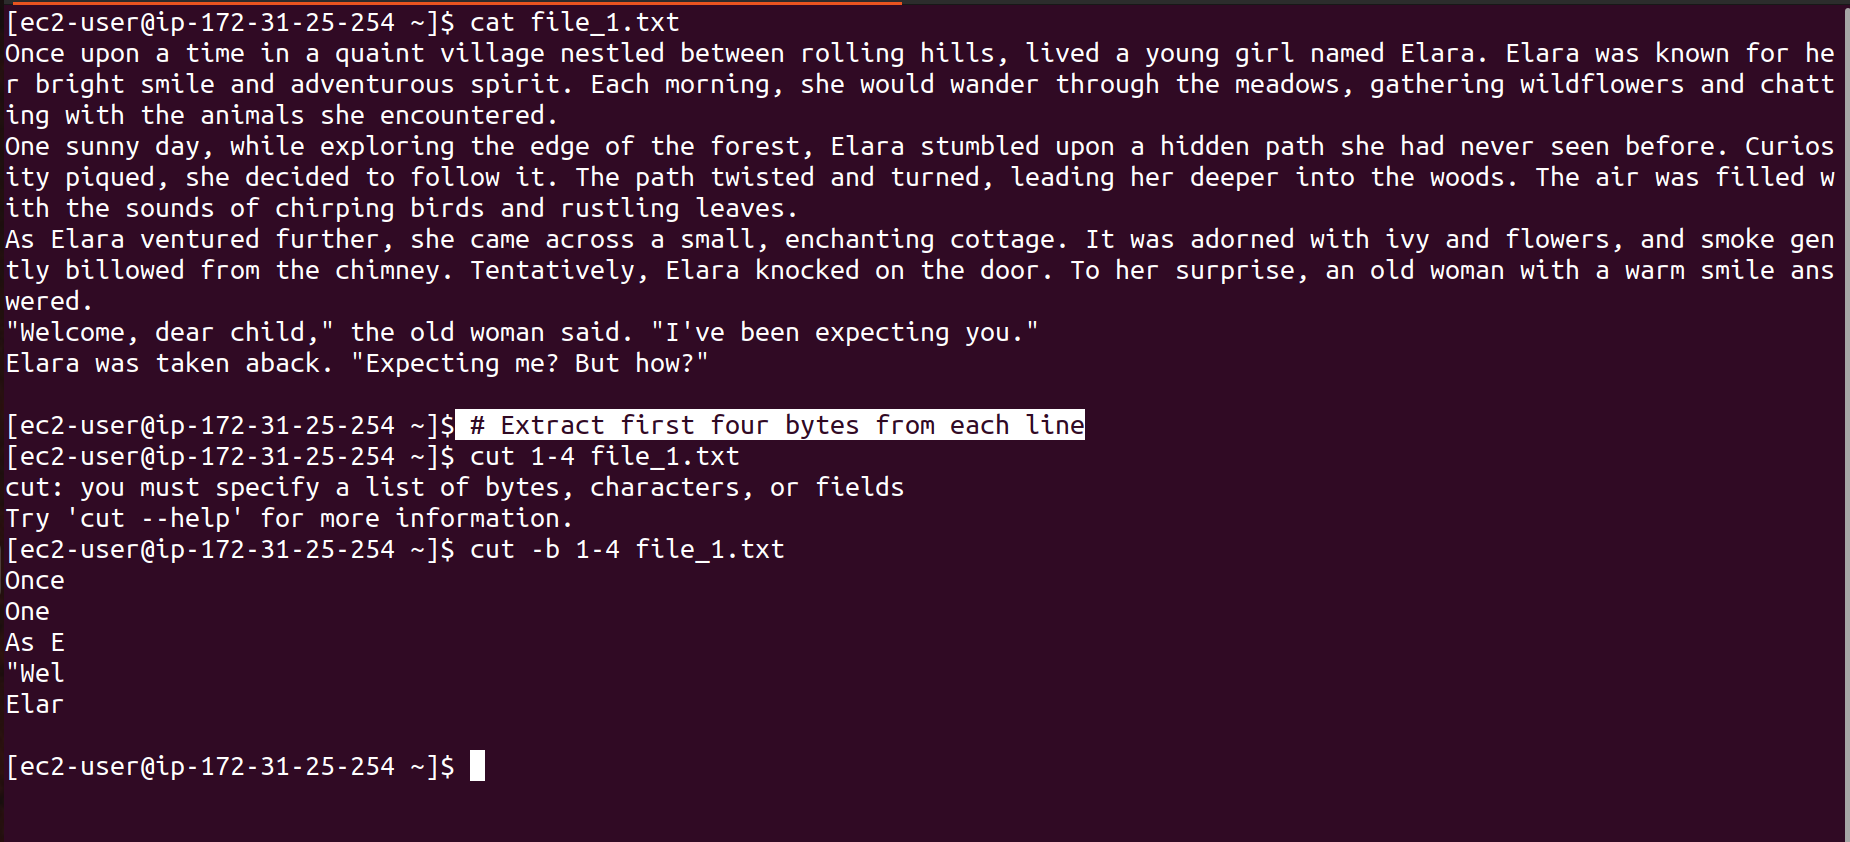 [ec2-user@ip-172-31-25-254 ~]$ cat file_1.txt
Once upon a time in a quaint village nestled between rolling hills, lived a young girl named Elara. Elara was known for he
r bright smile and adventurous spirit. Each morning, she would wander through the meadows, gathering wildflowers and chatt
ing with the animals she encountered.
One sunny day, while exploring the edge of the forest, Elara stumbled upon a hidden path she had never seen before. Curios
ity piqued, she decided to follow it. The path twisted and turned, leading her deeper into the woods. The air was filled w
ith the sounds of chirping birds and rustling leaves.
As Elara ventured further, she came across a small, enchanting cottage. It was adorned with ivy and flowers, and smoke gen
tly billowed from the chimney. Tentatively, Elara knocked on the door. To her surprise, an old woman with a warm smile ans
wered.
"Welcome, dear child," the old woman said. "I've been expecting you."
Elara was taken aback. "Expecting me? But how?"
[ec2-user@ip-172-31-25-254 ~]$ # Extract first four bytes from each line
[ec2-user@ip-172-31-25-254 ~]$ cut 1-4 file_1.txt
cut: you must specify a list of bytes, characters, or fields
Try 'cut --help' for more information.
[ec2-user@ip-172-31-25-254 ~]$ cut -b 1-4 file_1.txt
Once
One
As E
"Wel
Elar
[ec2-user@ip-172-31-25-254 ~]$